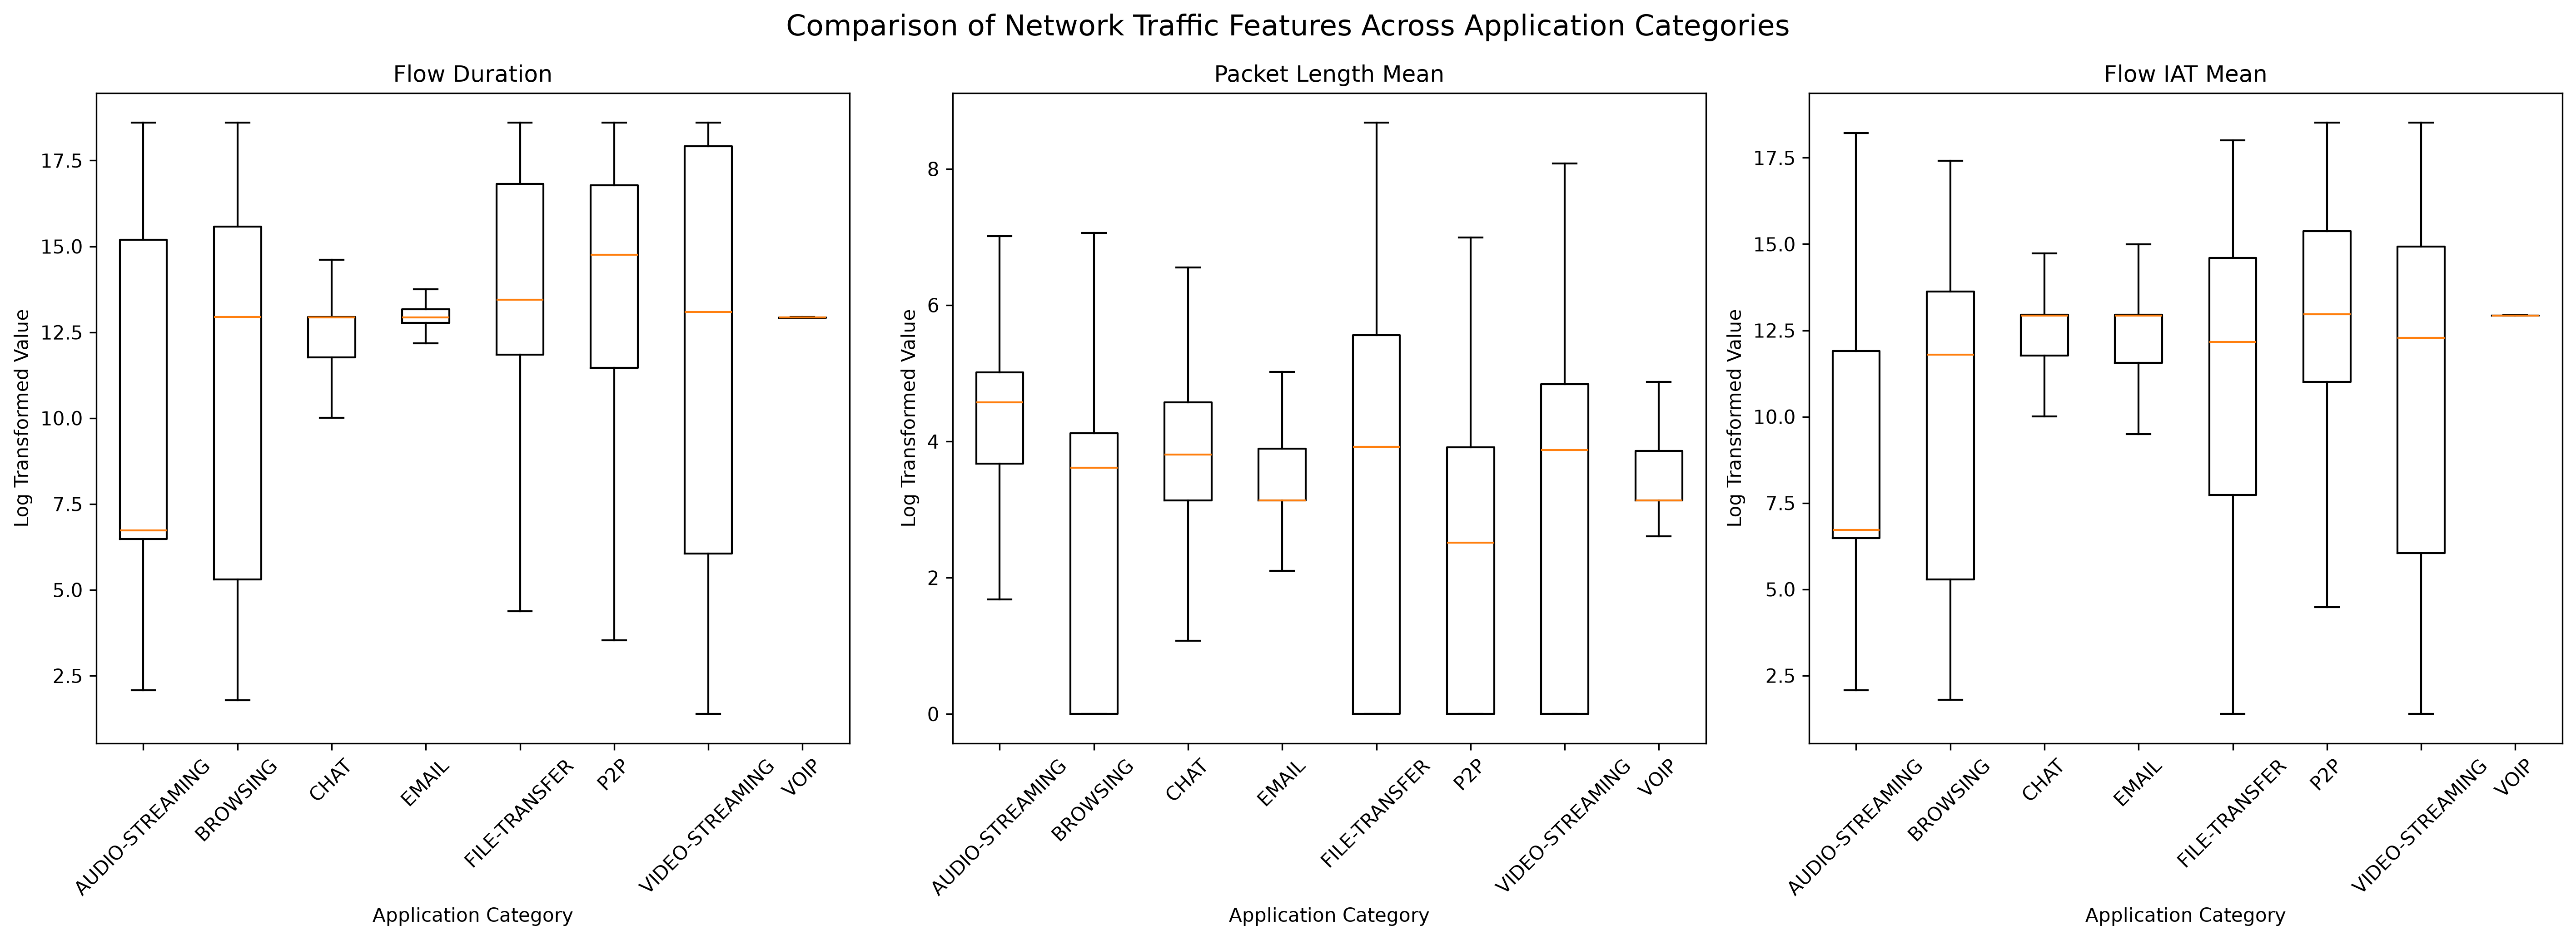 Comparison of Network Traffic Features Across Application Categories
Flow Duration
Log Transformed Value
17.5
15.0
12.5
10.0
7.5
5.0
2.5
AUDIO-STREAMING
BROWSING
CHAT
EMAIL
FILE-TRANSFER
P2P
VIDEO-STREAMING
VOIP
Application Category
Packet Length Mean
Log Transformed Value
8
6
4
2
0
AUDIO-STREAMING
BROWSING
CHAT
EMAIL
FILE-TRANSFER
P2P
VIDEO-STREAMING
VOIP
Application Category
Flow IAT Mean
Log Transformed Value
17.5
15.0
12.5
10.0
7.5
5.0
2.5
AUDIO-STREAMING
BROWSING
CHAT
EMAIL
FILE-TRANSFER
P2P
VIDEO-STREAMING
VOIP
Application Category